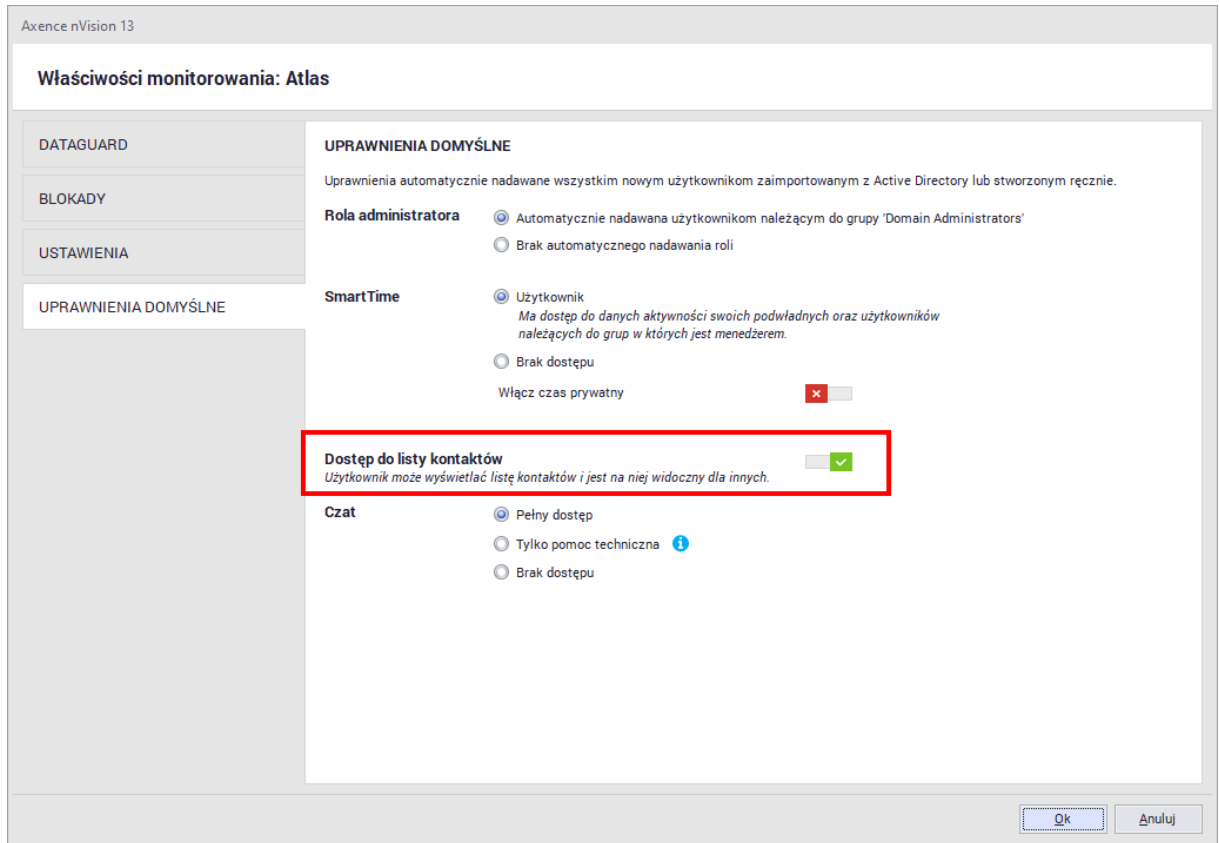 Axence nVision 13
Właściwości monitorowania: Atlas
DATAGUARD
BLOKADY
USTAWIENIA
UPRAWNIENIA DOMYŚLNE
UPRAWNIENIA DOMYŚLNE
Uprawnienia automatycznie nadawane wszystkim nowym użytkownikom zaimportowanym z Active Directory lub stworzonym ręcznie.
Rola administratora
Automatycznie nadawana użytkownikom należącym do grupy 'Domain Administrators'
Brak automatycznego nadawania roli
SmartTime
Użytkownik
Ma dostęp do danych aktywności swoich podwładnych oraz użytkowników
należących do grup w których jest menedżerem.
Brak dostępu
Włącz czas prywatny
Dostęp do listy kontaktów
Użytkownik może wyświetlać listę kontaktów i jest na niej widoczny dla innych.
Czat
Pełny dostęp
Tylko pomoc techniczna
Brak dostępu
Ok
Anuluj